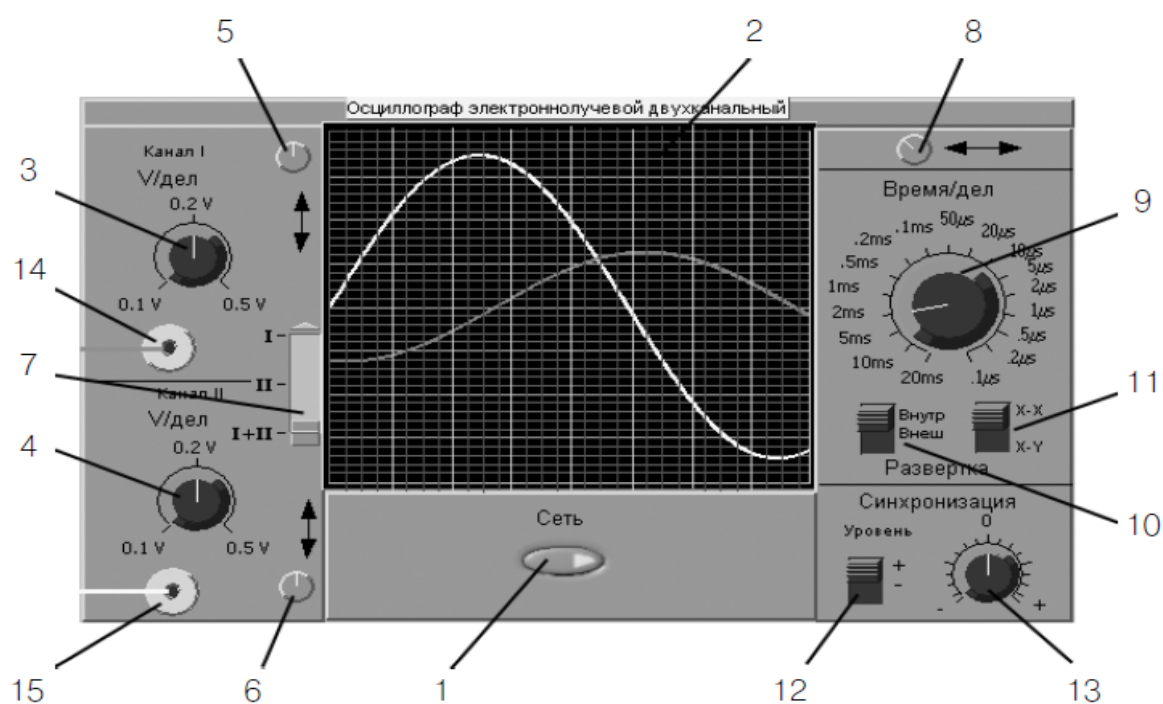 5
2
8
Осциллограф электроннолучевой двухканальный
3
Канал I
V/дел
0.2 V
0.1 V
0.5 V
14
7
I
II
I+II
Канал II
V/дел
0.2 V
4
0.1 V
0.5 V
Сеть
Время/дел
9
.5ms
.2ms
.1ms
50µs
20µs
10µs
5µs
2µs
1µs
.5µs
.2µs
.1µs
1ms
2ms
5ms
10ms
20ms
11
Внутр
Внеш
X-X
X-Y
Развертка
10
Синхронизация
Уровень
0
+
-
-
+
15
6
1
12
13